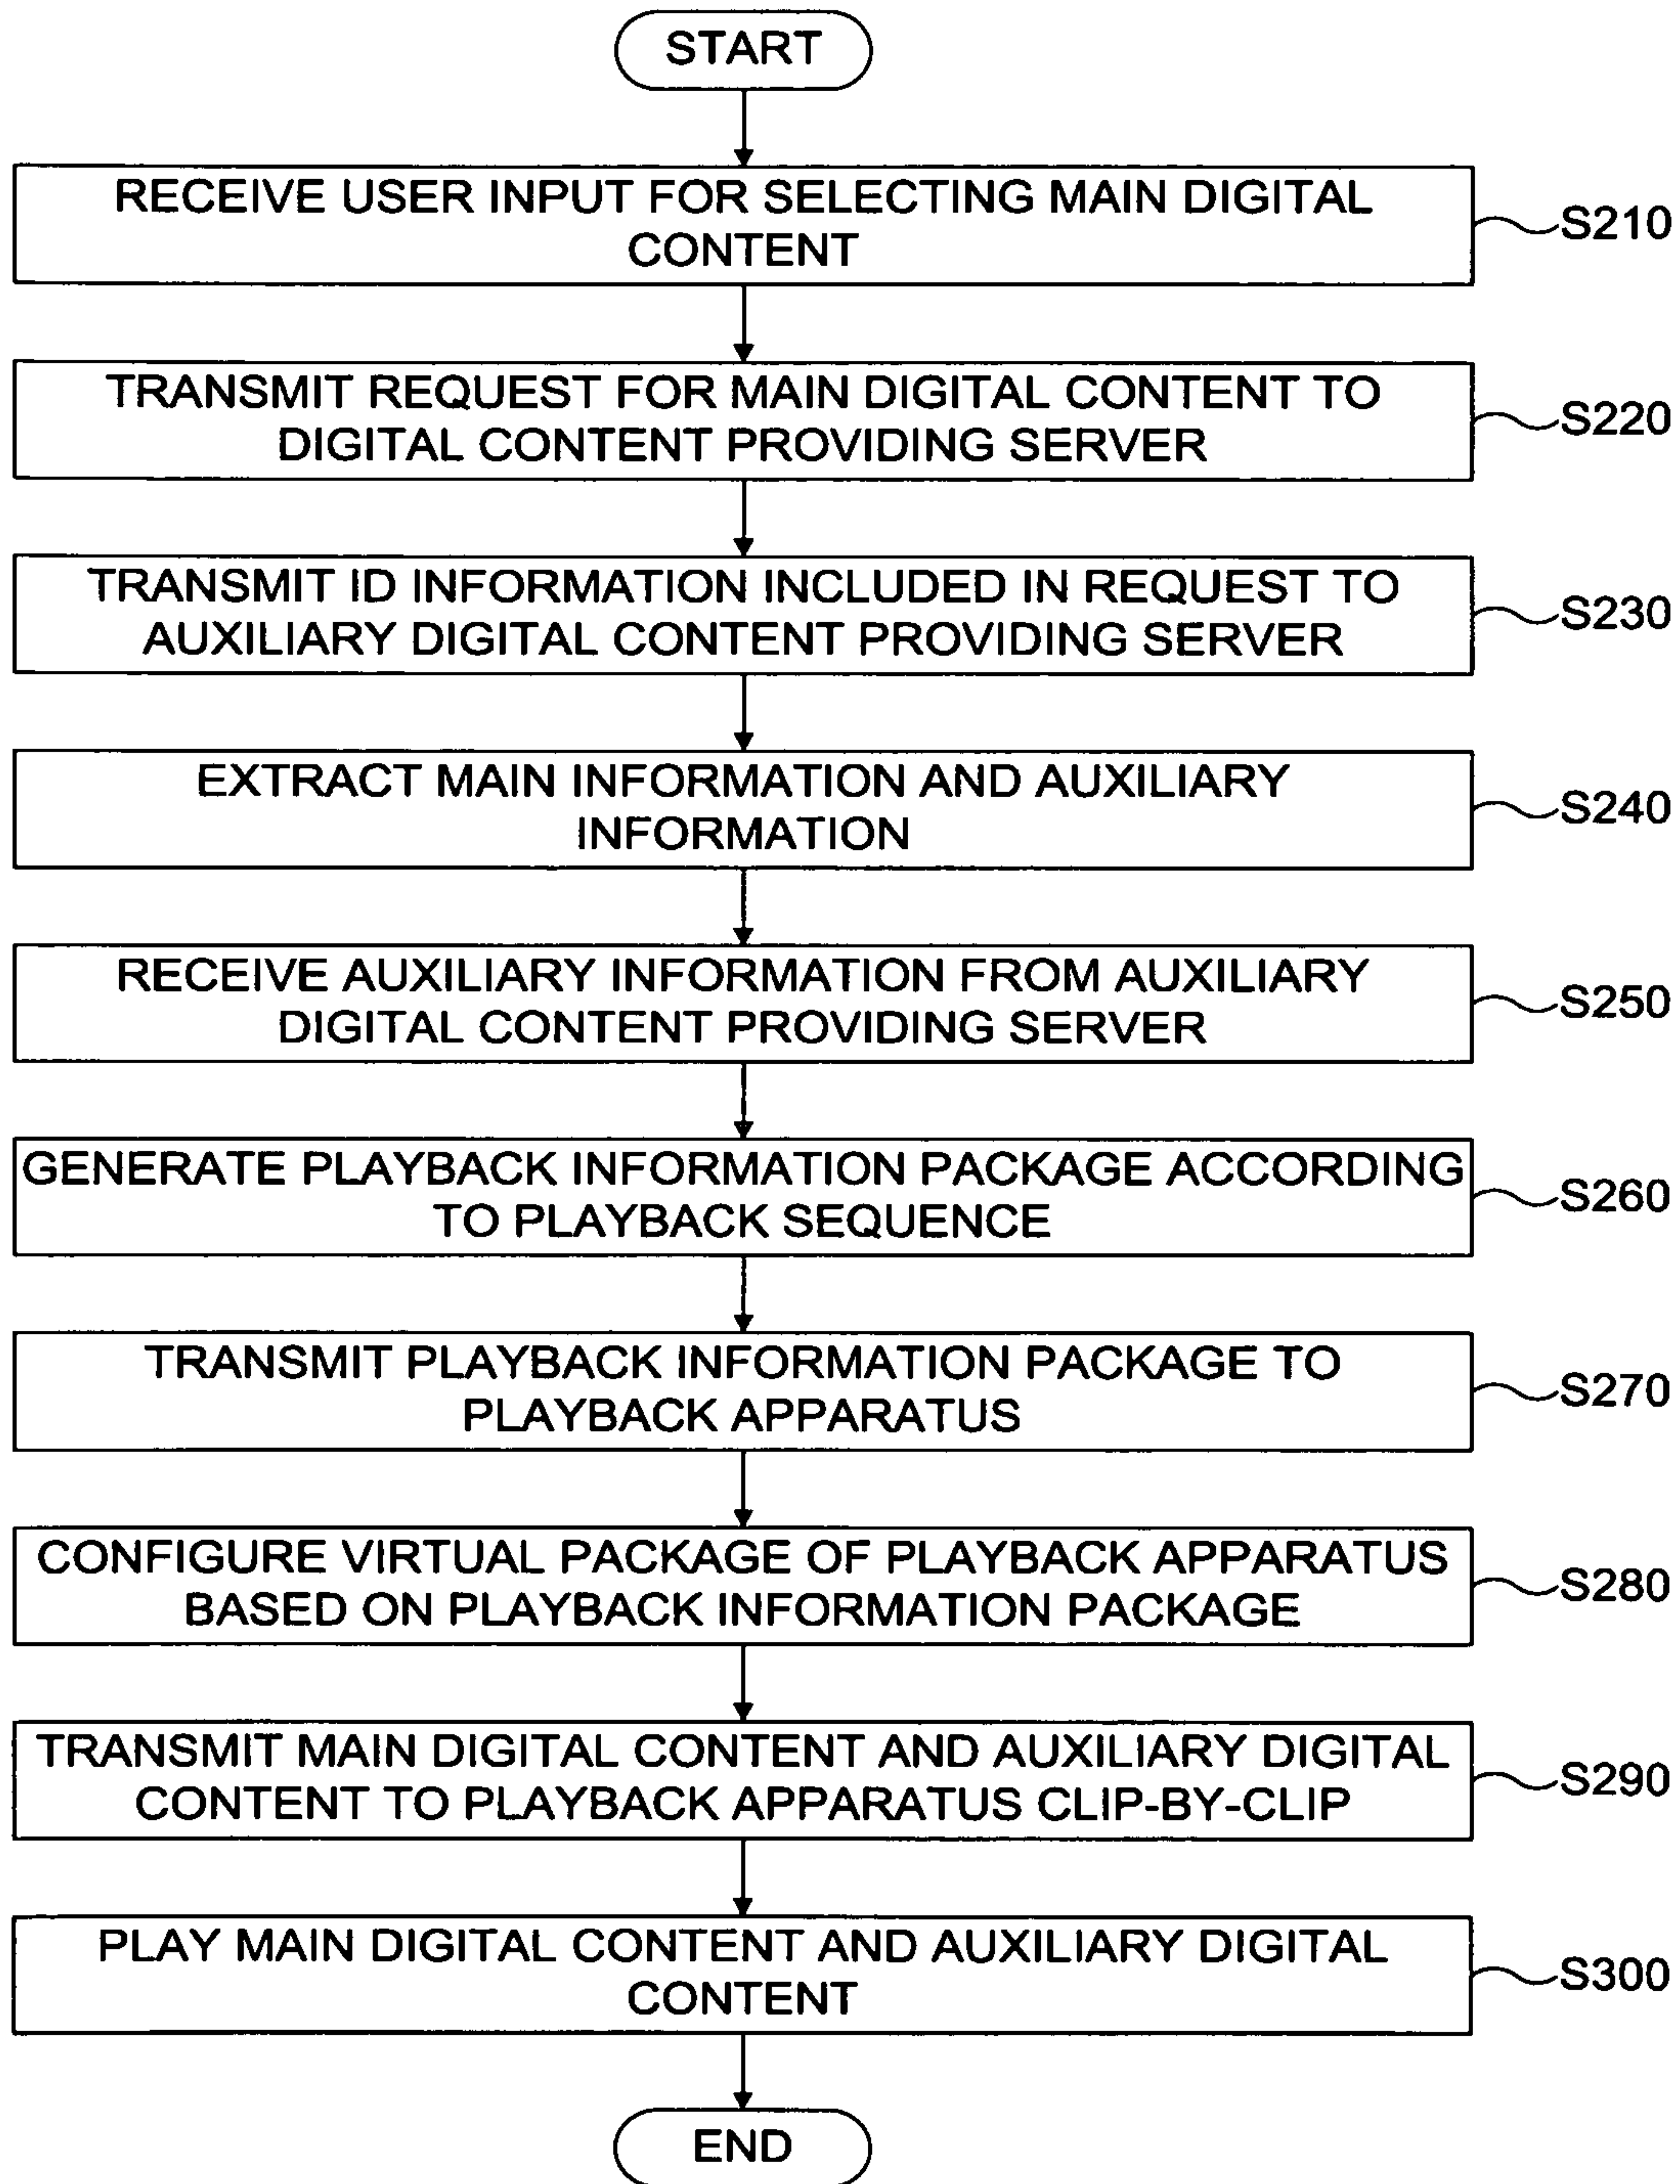 START
RECEIVE USER INPUT FOR SELECTING MAIN DIGITAL
CONTENT
S210
TRANSMIT REQUEST FOR MAIN DIGITAL CONTENT TO
DIGITAL CONTENT PROVIDING SERVER
S220
TRANSMIT ID INFORMATION INCLUDED IN REQUEST TO
AUXILIARY DIGITAL CONTENT PROVIDING SERVER
S230
EXTRACT MAIN INFORMATION AND AUXILIARY
INFORMATION
S240
RECEIVE AUXILIARY INFORMATION FROM AUXILIARY
DIGITAL CONTENT PROVIDING SERVER
S250
GENERATE PLAYBACK INFORMATION PACKAGE ACCORDING
TO PLAYBACK SEQUENCE
S260
TRANSMIT PLAYBACK INFORMATION PACKAGE TO
PLAYBACK APPARATUS
S270
CONFIGURE VIRTUAL PACKAGE OF PLAYBACK APPARATUS
BASED ON PLAYBACK INFORMATION PACKAGE
S280
TRANSMIT MAIN DIGITAL CONTENT AND AUXILIARY DIGITAL
CONTENT TO PLAYBACK APPARATUS CLIP-BY-CLIP
S290
PLAY MAIN DIGITAL CONTENT AND AUXILIARY DIGITAL
CONTENT
S300
END